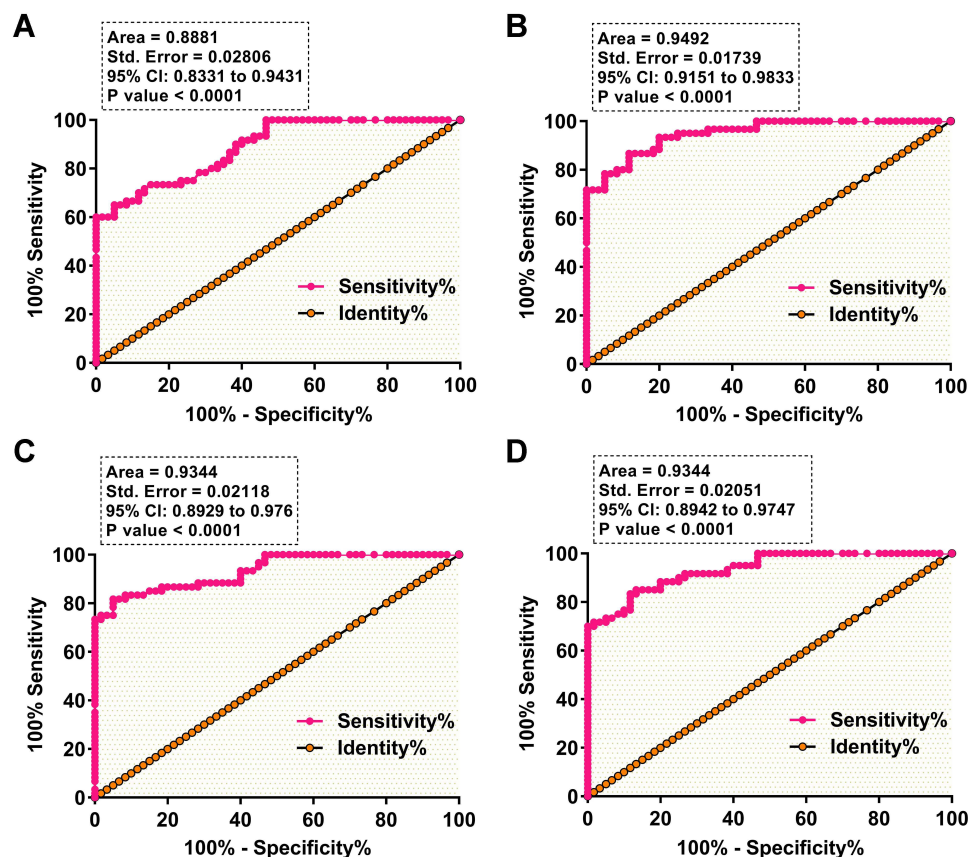 A
Area = 0.8881
Std. Error = 0.02806
95% CI: 0.8331 to 0.9431
P value < 0.0001
100% Sensitivity
100
80
60
40
20
0
Sensitivity%
Identity%
0 20 40 60 80 100
100% - Specificity%
B
Area = 0.9492
Std. Error = 0.01739
95% CI: 0.9151 to 0.9833
P value < 0.0001
100% Sensitivity
100
80
60
40
20
0
Sensitivity%
Identity%
0 20 40 60 80 100
100% - Specificity%
C
Area = 0.9344
Std. Error = 0.02118
95% CI: 0.8929 to 0.976
P value < 0.0001
100% Sensitivity
100
80
60
40
20
0
Sensitivity%
Identity%
0 20 40 60 80 100
100% - Specificity%
D
Area = 0.9344
Std. Error = 0.02051
95% CI: 0.8942 to 0.9747
P value < 0.0001
100% Sensitivity
100
80
60
40
20
0
Sensitivity%
Identity%
0 20 40 60 80 100
100% - Specificity%